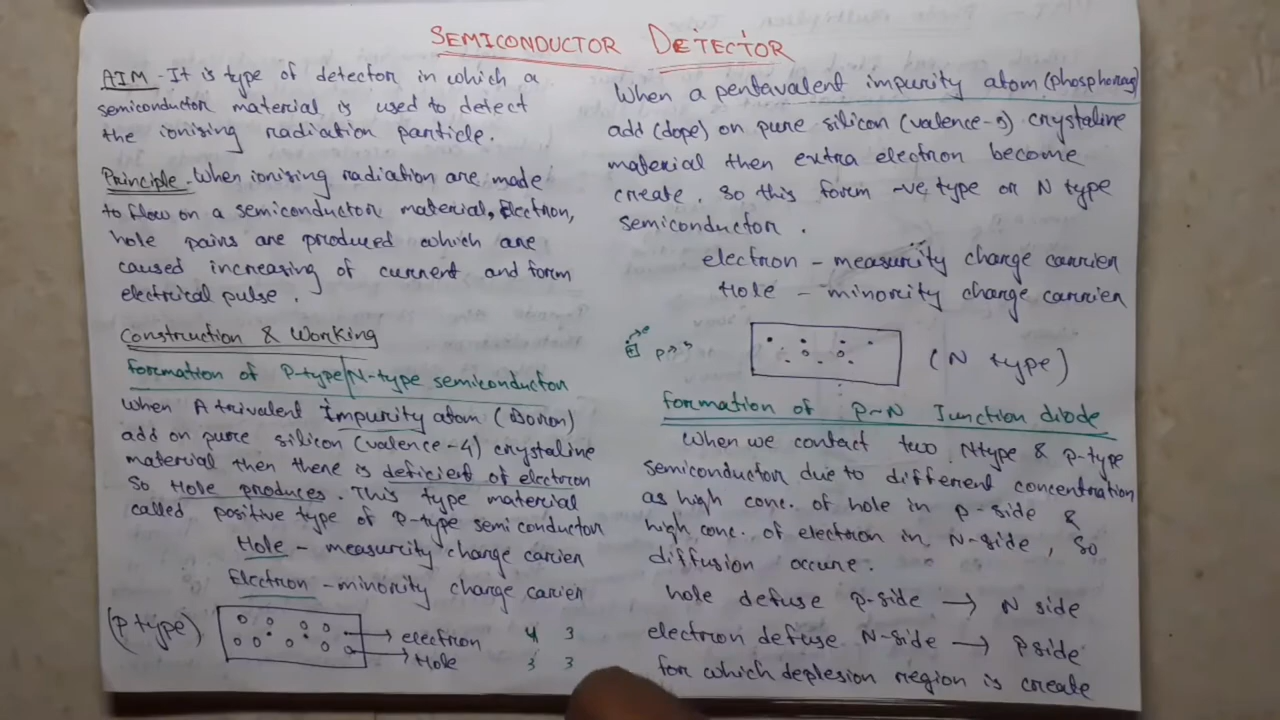 SEMICONDUCTOR DETECTOR
AIM - It is type of detector in which a
semiconductor material is used to detect
the ionising radiation particle.
Principle - When ionising radiation are made
to flow on a semiconductor material, Electron,
hole pairs are produced which are
caused increasing of current and form
electrical pulse.
Construction & Working
formation of P-type/N-type semiconductor
When A trivalent Impurity atom (Boron)
add on pure silicon (valence-4) crystaline
material then there is deficient of electron
so Hole produces. This type material
called positive type of P-type semi conductor
Hole - measurity change carrier
Electron - minority change carrier
(P type)
electron
Hole
4 3
3 3
When a pentavalent impurity atom (phosphorus)
add (dope) on pure silicon (valence-5) crystaline
material then extra electron become
create. so this form -ve type or N type
semiconductor.
electron - measurity change carrier
Hole - minority change carrier
(N type)
formation of P-N Junction diode
When we contact two Ntype & p-type
semiconductor due to different concentration
as high conc. of hole in p-side &
high conc. of electron in N-side, so
diffusion occure.
hole defuse p-side → N side
electron defuse N-side → P side
for which deplesion region is create